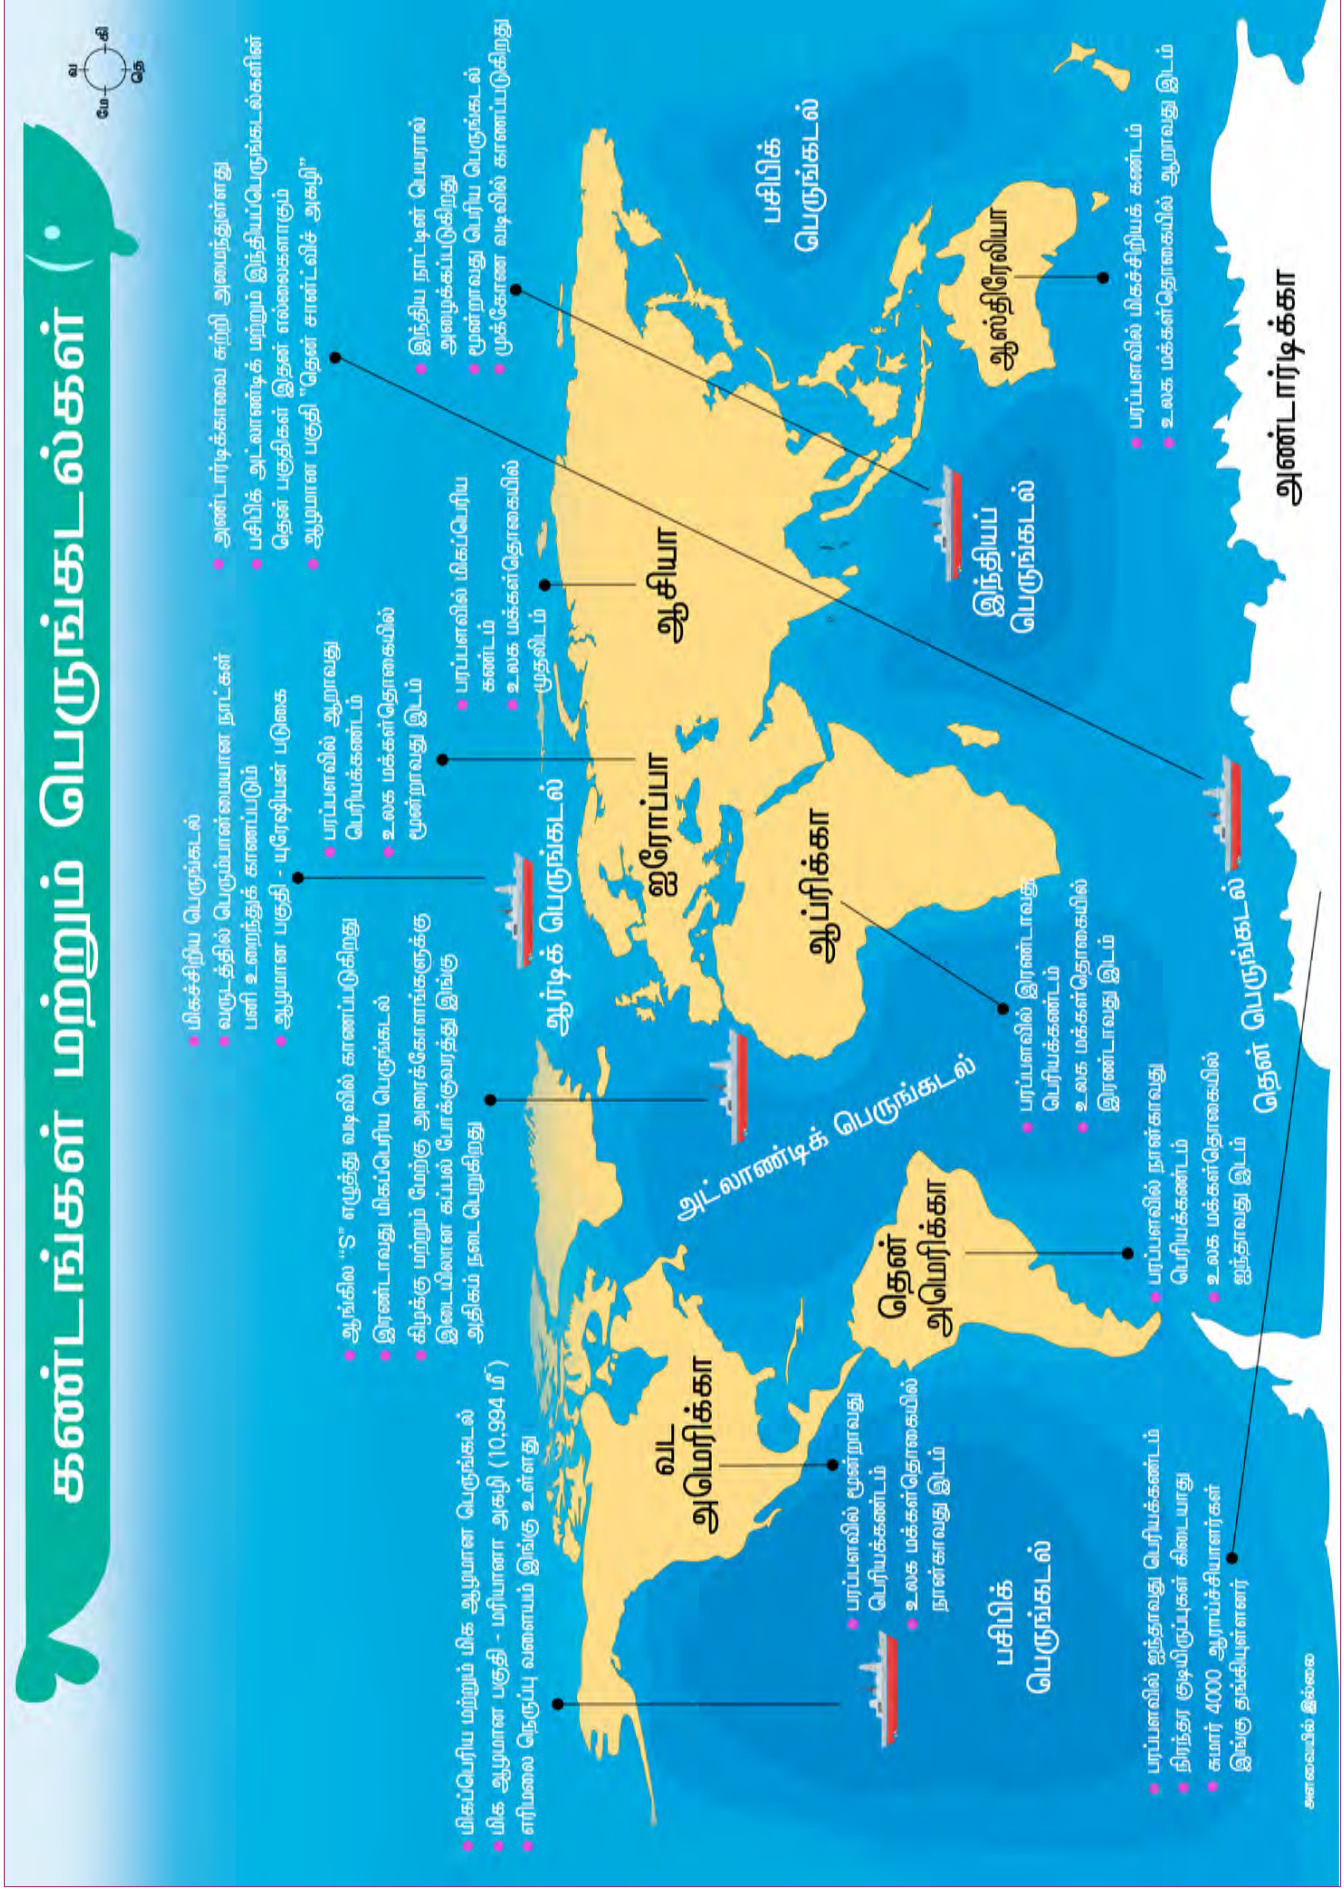 கண்டங்கள் மற்றும் பெருங்கடல்கள்
வ
மே
கி
தெ
மிகச்சிறிய பெருங்கடல்
வருடத்தில் பெரும்பான்மையான நாட்கள்
பனி உறைந்துக் காணப்படும்
ஆழமான பகுதி - யுரேஷியன் படுகை
அண்டார்டிக்காவை சுற்றி அமைந்துள்ளது
பசிபிக் அட்லாண்டிக் மற்றும் இந்தியப்பெருங்கடல்களின்
தென் பகுதிகள் இதன் எல்லைகளாகும்
ஆழமான பகுதி "தென் சாண்ட்விச் அகழி"
ஆங்கில "S" எழுத்து வடிவில் காணப்படுகிறது
இரண்டாவது மிகப்பெரிய பெருங்கடல்
கிழக்கு மற்றும் மேற்கு அரைக்கோளங்களுக்கு
இடையிலான கப்பல் போக்குவரத்து இங்கு
அதிகம் நடைபெறுகிறது
பரப்பளவில் ஆறாவது
பெரியக்கண்டம்
உலக மக்கள்தொகையில்
மூன்றாவது இடம்
இந்திய நாட்டின் பெயரால்
அழைக்கப்படுகிறது
மூன்றாவது பெரிய பெருங்கடல்
முக்கோண வடிவில் காணப்படுகிறது
மிகப்பெரிய மற்றும் மிக ஆழமான பெருங்கடல்
மிக ஆழமான பகுதி - மரியானா அகழி (10,994 மீ)
எரிமலை நெருப்பு வளையம் இங்கு உள்ளது
பரப்பளவில் மிகப்பெரிய
கண்டம்
உலக மக்கள்தொகையில்
முதலிடம்
ஆர்டிக் பெருங்கடல்
வட
அமெரிக்கா
ஐரோப்பா
ஆசியா
அட்லாண்டிக் பெருங்கடல்
ஆப்ரிக்கா
பசிபிக்
பெருங்கடல்
பரப்பளவில் மூன்றாவது
பெரியக்கண்டம்
உலக மக்கள்தொகையில்
நான்காவது இடம்
தென்
அமெரிக்கா
இந்தியப்
பெருங்கடல்
ஆஸ்திரேலியா
பசிபிக்
பெருங்கடல்
பரப்பளவில் இரண்டாவது
பெரியக்கண்டம்
உலக மக்கள்தொகையில்
இரண்டாவது இடம்
பரப்பளவில் மிகச்சிறியக் கண்டம்
உலக மக்கள்தொகையில் ஆறாவது இடம்
பரப்பளவில் ஐந்தாவது பெரியக்கண்டம்
நிரந்தர குடியிருப்புகள் கிடையாது
சுமார் 4000 ஆராய்ச்சியாளர்கள்
இங்கு தங்கியுள்ளனர்
பரப்பளவில் நான்காவது
பெரியக்கண்டம்
உலக மக்கள்தொகையில்
ஐந்தாவது இடம்
தென் பெருங்கடல்
அண்டார்டிக்கா
அளவையில் இல்லை